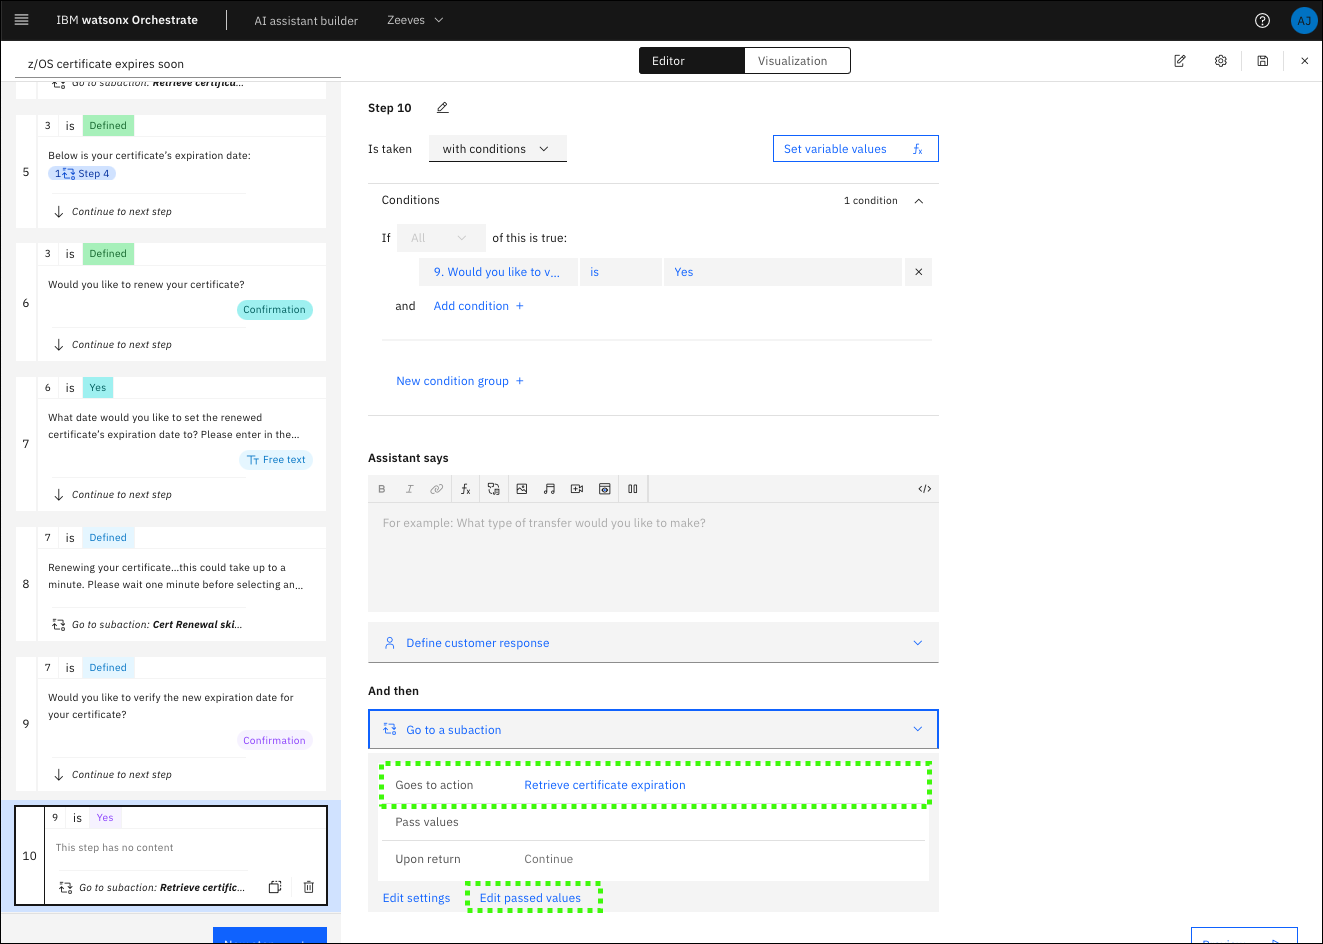 IBM watsonx Orchestrate
AI assistant builder
Zeeves
AJ
z/OS certificate expires soon
Editor
Visualization
Go to subaction: Retrieve certifica...
3 is Defined
5
Below is your certificate's expiration date:
1 Step 4
Continue to next step
3 is Defined
6
Would you like to renew your certificate?
Confirmation
Continue to next step
6 is Yes
7
What date would you like to set the renewed
certificate's expiration date to? Please enter in the...
Free text
Continue to next step
7 is Defined
8
Renewing your certificate...this could take up to a
minute. Please wait one minute before selecting an...
Go to subaction: Cert Renewal ski...
7 is Defined
9
Would you like to verify the new expiration date for
your certificate?
Confirmation
Continue to next step
9 is Yes
10
This step has no content
Go to subaction: Retrieve certific...
Step 10
Is taken with conditions
Set variable values fx
Conditions
1 condition
If All of this is true:
9. Would you like to v... is Yes
and Add condition +
New condition group +
Assistant says
B I fx </>
For example: What type of transfer would you like to make?
Define customer response
And then
Go to a subaction
Goes to action Retrieve certificate expiration
Pass values
Upon return Continue
Edit settings Edit passed values